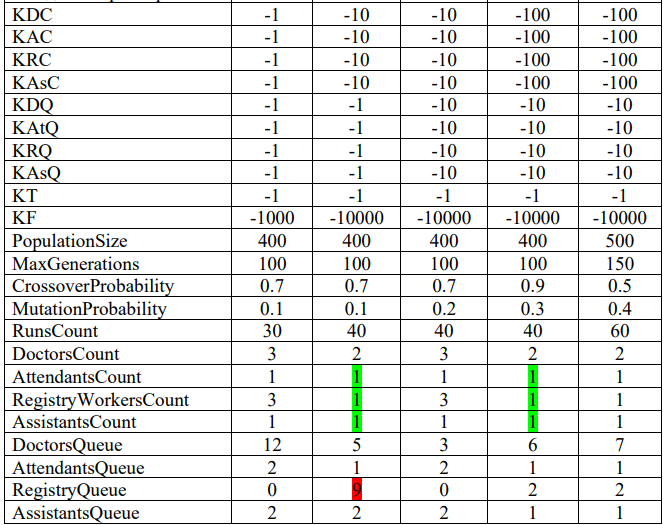 KDC -1 -10 -10 -100 -100
KAC -1 -10 -10 -100 -100
KRC -1 -10 -10 -100 -100
KAsC -1 -10 -10 -100 -100
KDQ -1 -1 -10 -10 -10
KAtQ -1 -1 -10 -10 -10
KRQ -1 -1 -10 -10 -10
KAsQ -1 -1 -10 -10 -10
KT -1 -1 -1 -1 -1
KF -1000 -10000 -10000 -10000 -10000
PopulationSize 400 400 400 400 500
MaxGenerations 100 100 100 100 150
CrossoverProbability 0.7 0.7 0.7 0.9 0.5
MutationProbability 0.1 0.1 0.2 0.3 0.4
RunsCount 30 40 40 40 60
DoctorsCount 3 2 3 2 2
AttendantsCount 1 1 1 1 1
RegistryWorkersCount 3 1 3 1 1
AssistantsCount 1 1 1 1 1
DoctorsQueue 12 5 3 6 7
AttendantsQueue 2 1 2 1 1
RegistryQueue 0 9 0 2 2
AssistantsQueue 2 2 2 1 1